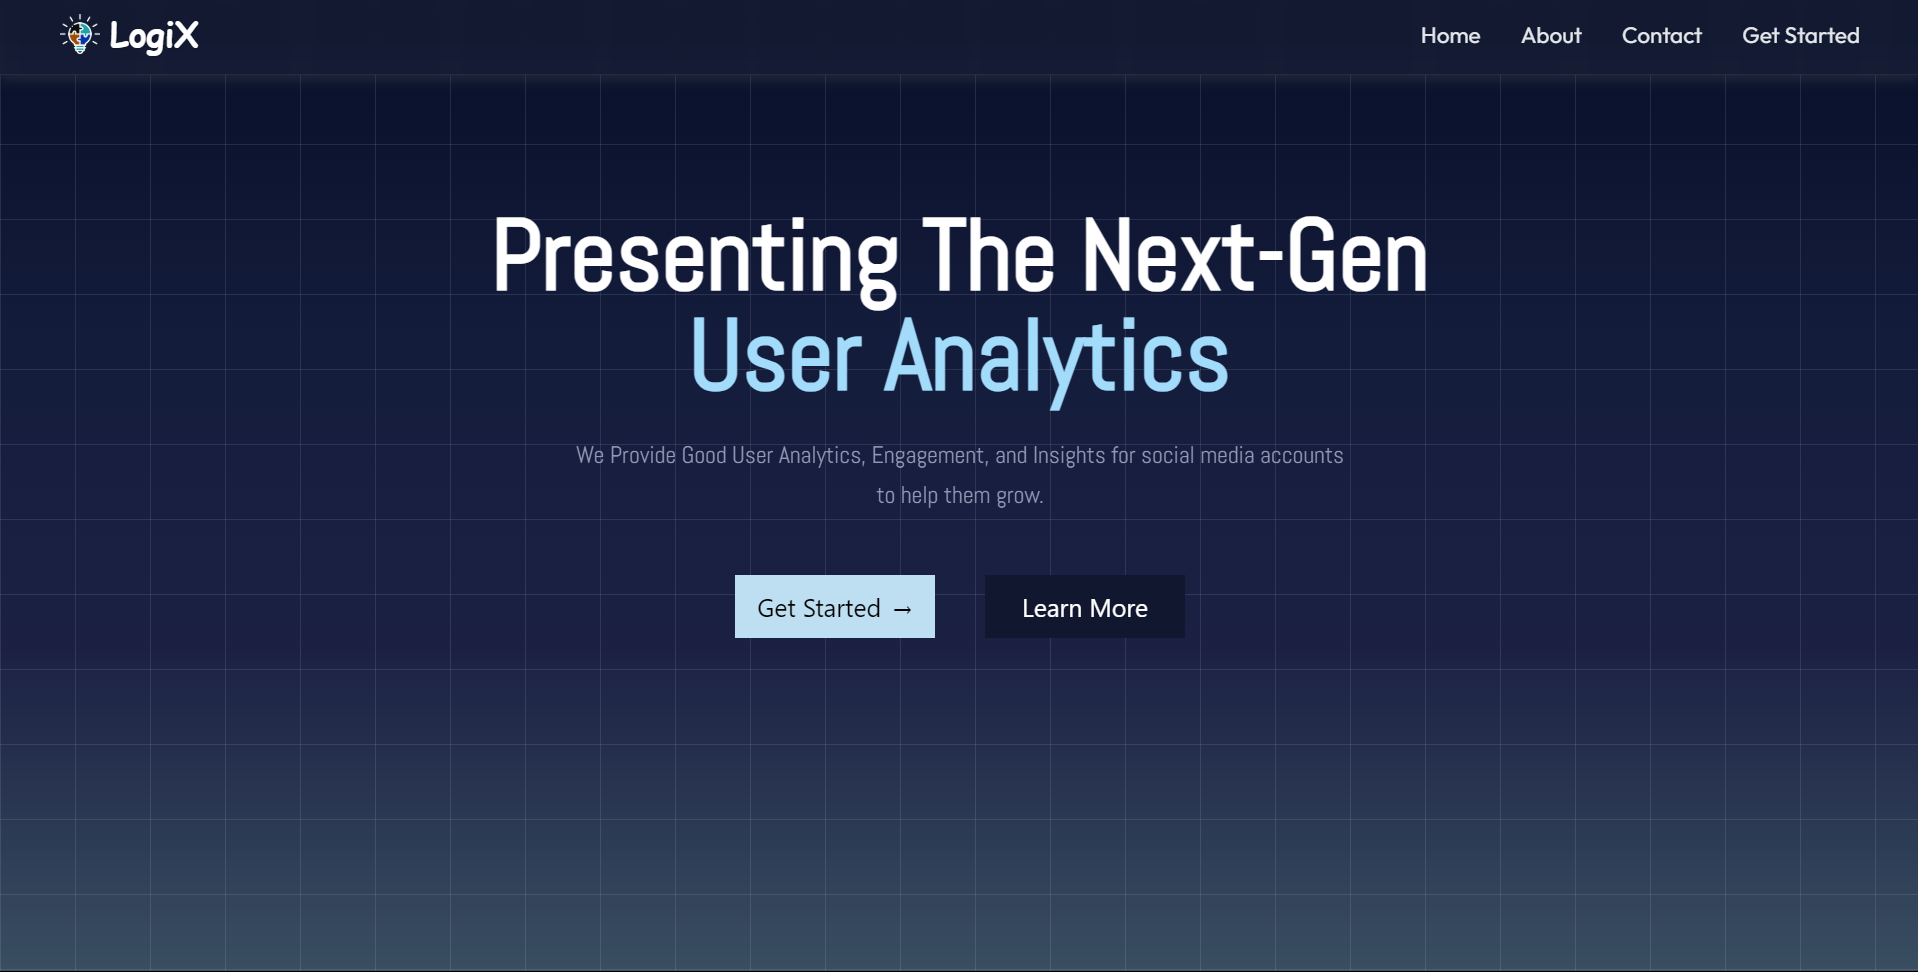 LogiX
Home
About
Contact
Get Started
Presenting The Next-Gen
User Analytics
We Provide Good User Analytics, Engagement, and Insights for social media accounts
to help them grow.
Get Started →
Learn More